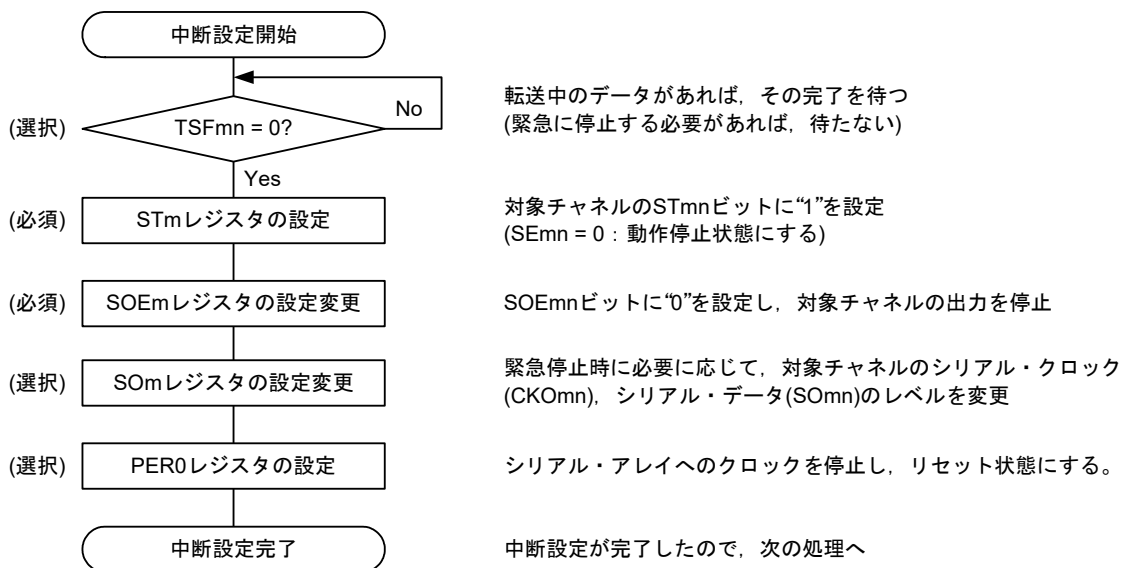 中断設定開始
No
転送中のデータがあれば，その完了を待つ
(緊急に停止する必要があれば，待たない)
(選択)
TSFmn = 0?
Yes
(必須)
STmレジスタの設定
対象チャネルのSTmnビットに“1”を設定
(SEmn = 0：動作停止状態にする)
(必須)
SOEmレジスタの設定変更
SOEmnビットに“0”を設定し，対象チャネルの出力を停止
(選択)
SOmレジスタの設定変更
緊急停止時に必要に応じて，対象チャネルのシリアル・クロック
(CKOmn)，シリアル・データ(SOmn)のレベルを変更
(選択)
PER0レジスタの設定
シリアル・アレイへのクロックを停止し，リセット状態にする。
中断設定完了
中断設定が完了したので，次の処理へ